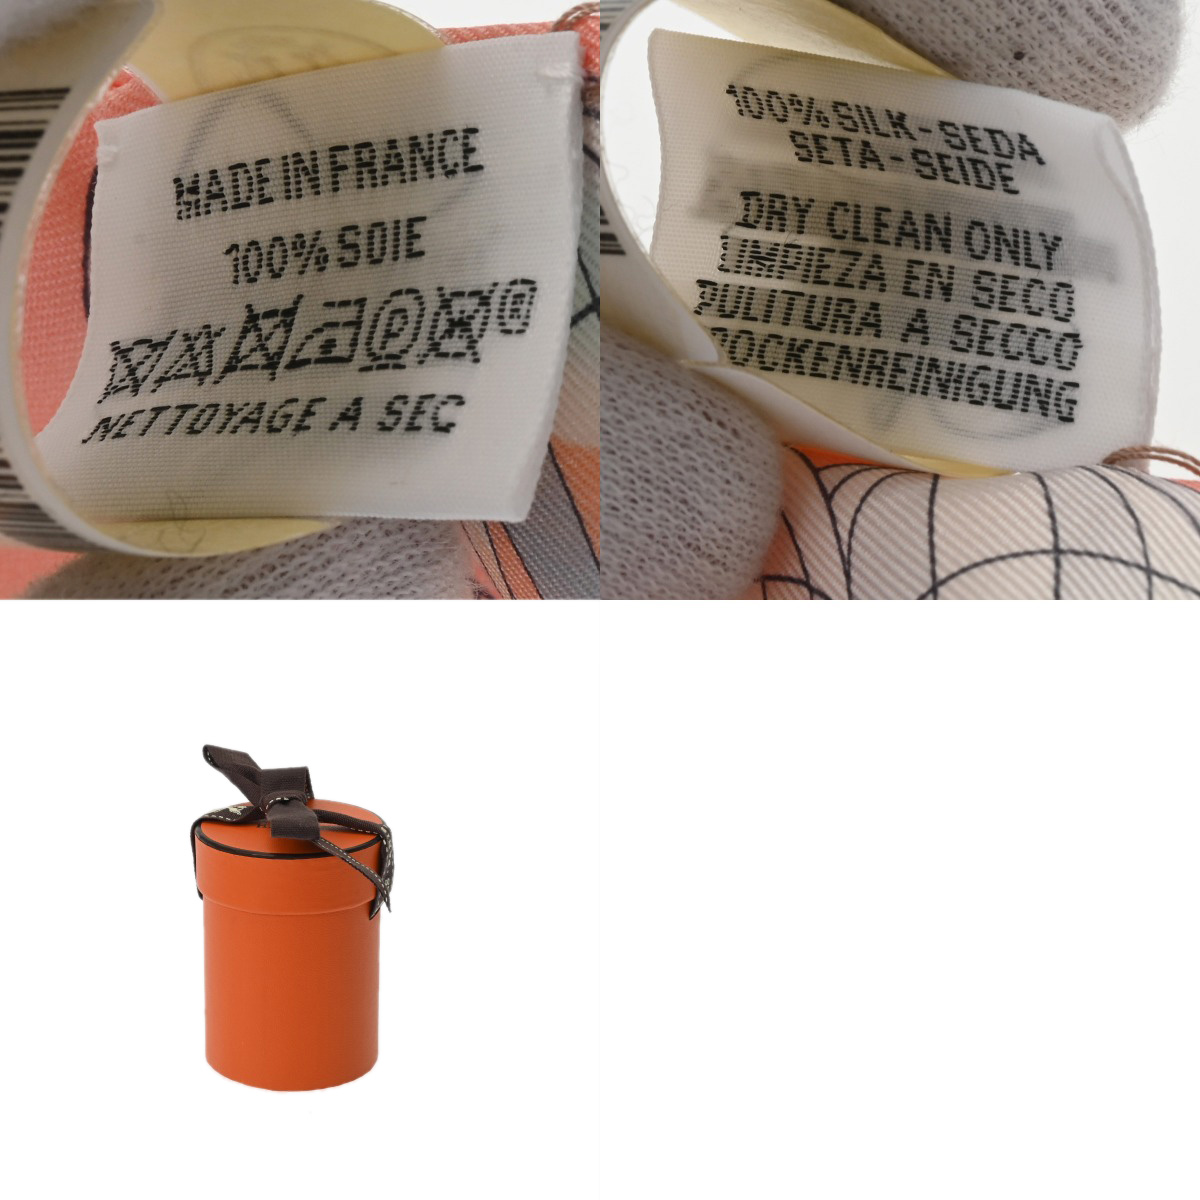 MADE IN FRANCE
100% SOIE
NETTOYAGE A SEC
100% SILK-SEDA
SETA-SEIDE
DRY CLEAN ONLY
LIMPIEZA EN SECO
PULITURA A SECCO
OCKENREINIGUNG